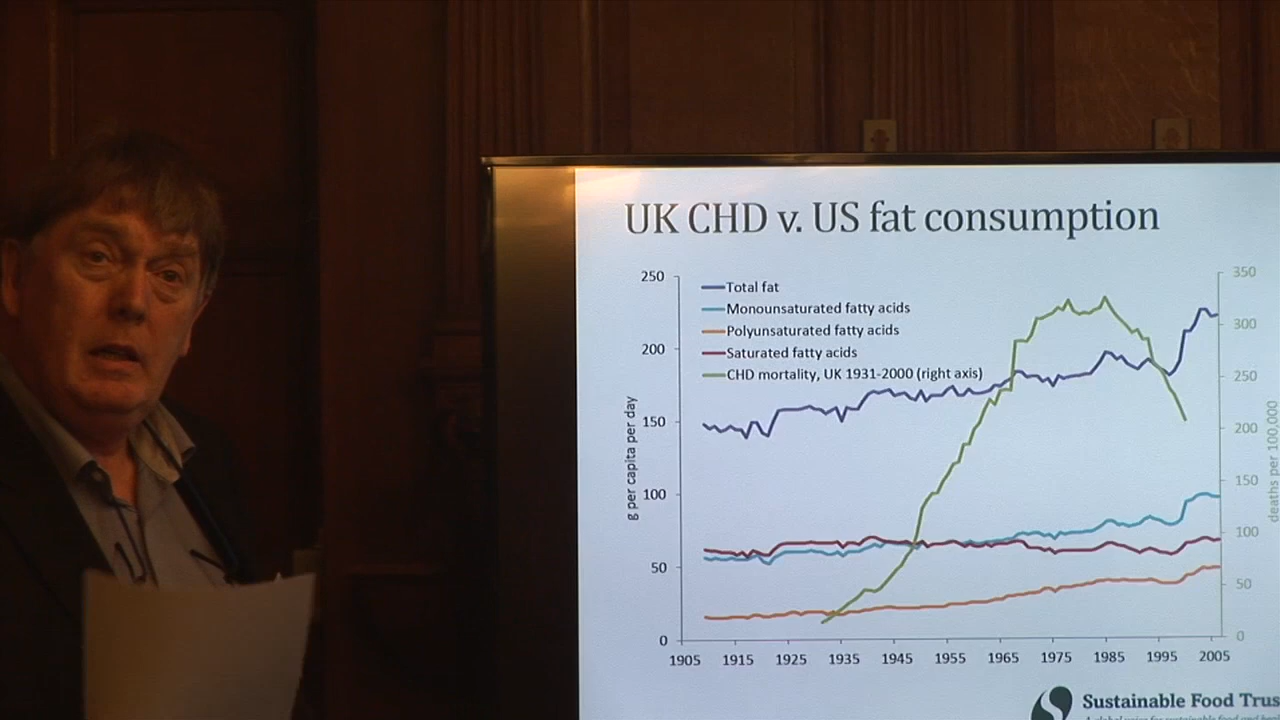 UK CHD v. US fat consumption
250
200
150
100
50
0
g per capita per day
Total fat
Monounsaturated fatty acids
Polyunsaturated fatty acids
Saturated fatty acids
CHD mortality, UK 1931-2000 (right axis)
350
300
250
200
150
100
50
0
deaths per 100,000
1905 1915 1925 1935 1945 1955 1965 1975 1985 1995 2005
Sustainable Food Trus